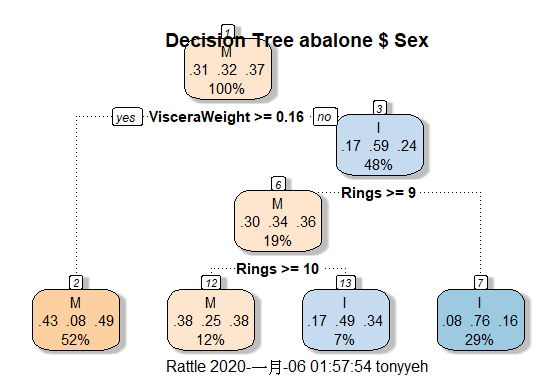 Decision Tree abalone $ Sex
1
M
.31 .32 .37
100%
yes VisceraWeight >= 0.16 no
3
I
.17 .59 .24
48%
Rings >= 9
6
M
.30 .34 .36
19%
Rings >= 10
2
M
.43 .08 .49
52%
12
M
.38 .25 .38
12%
13
I
.17 .49 .34
7%
7
I
.08 .76 .16
29%
Rattle 2020-一月-06 01:57:54 tonyyeh